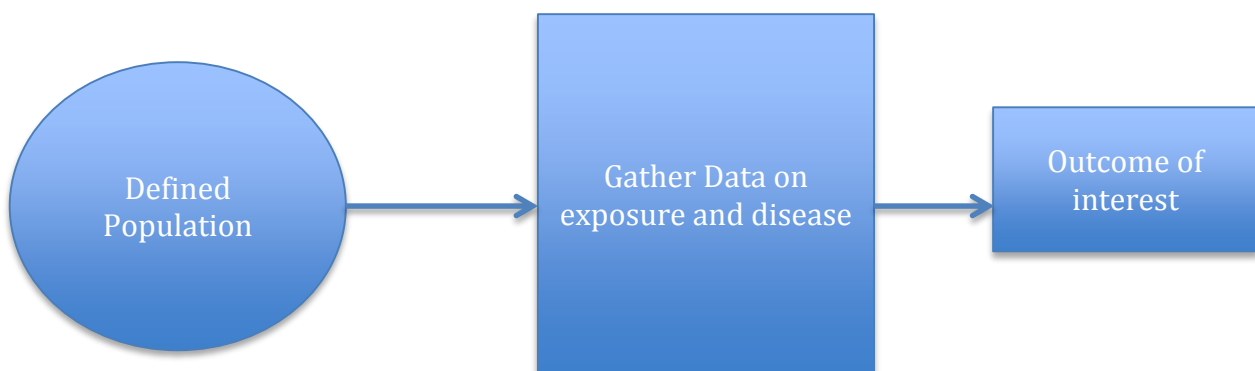 Defined
Population
Gather Data on
exposure and disease
Outcome of
interest